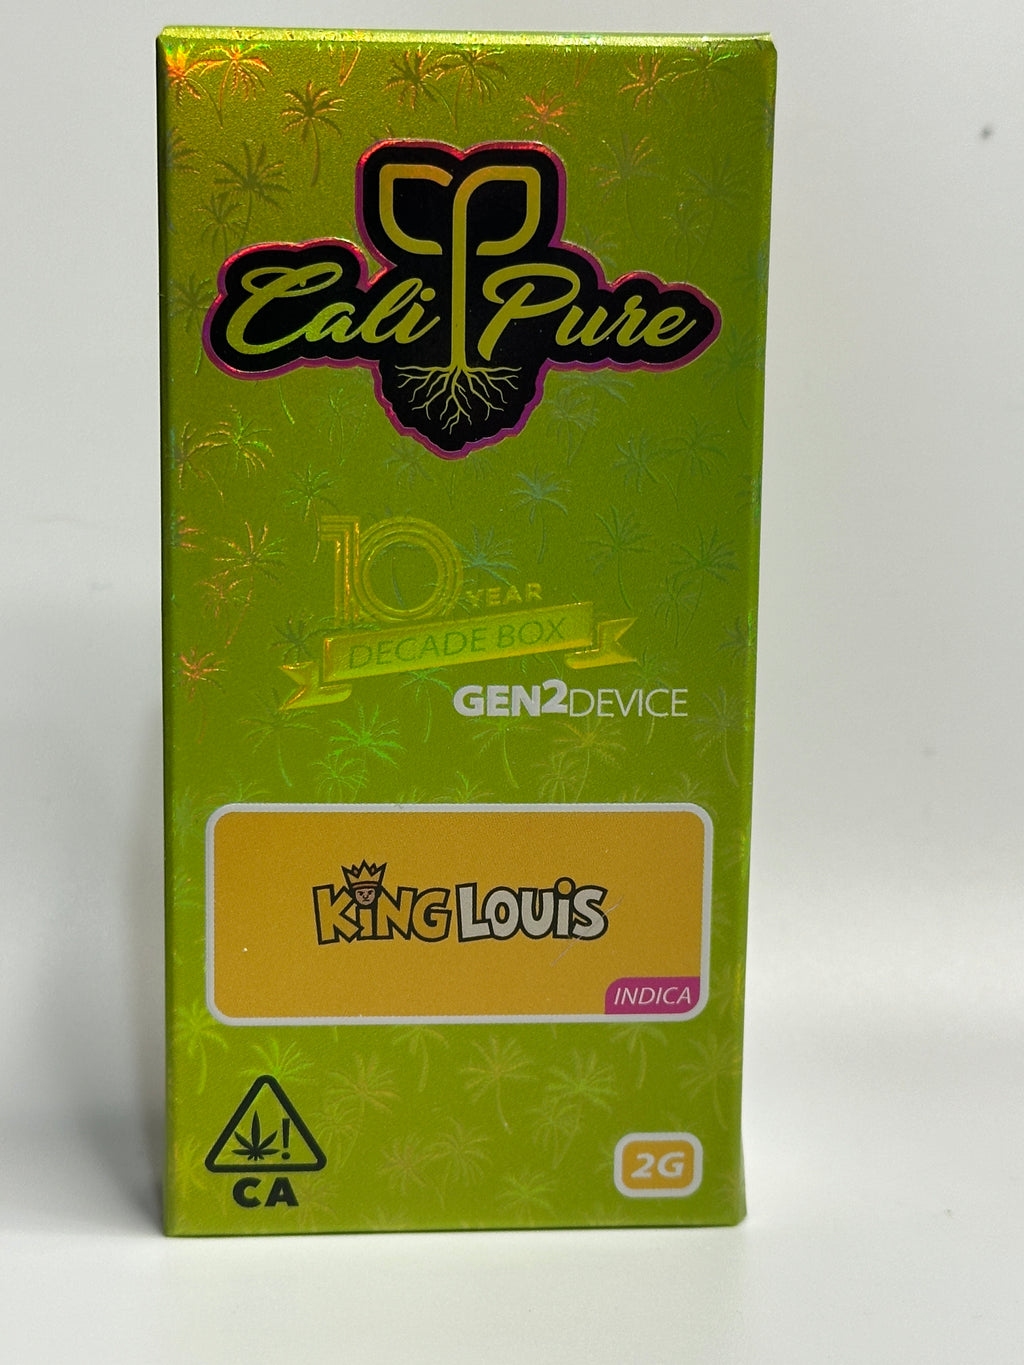 Cali Pure
10 YEAR
DECADE BOX
GEN2DEVICE
KiNG LOUiS
INDICA
!
CA
2G